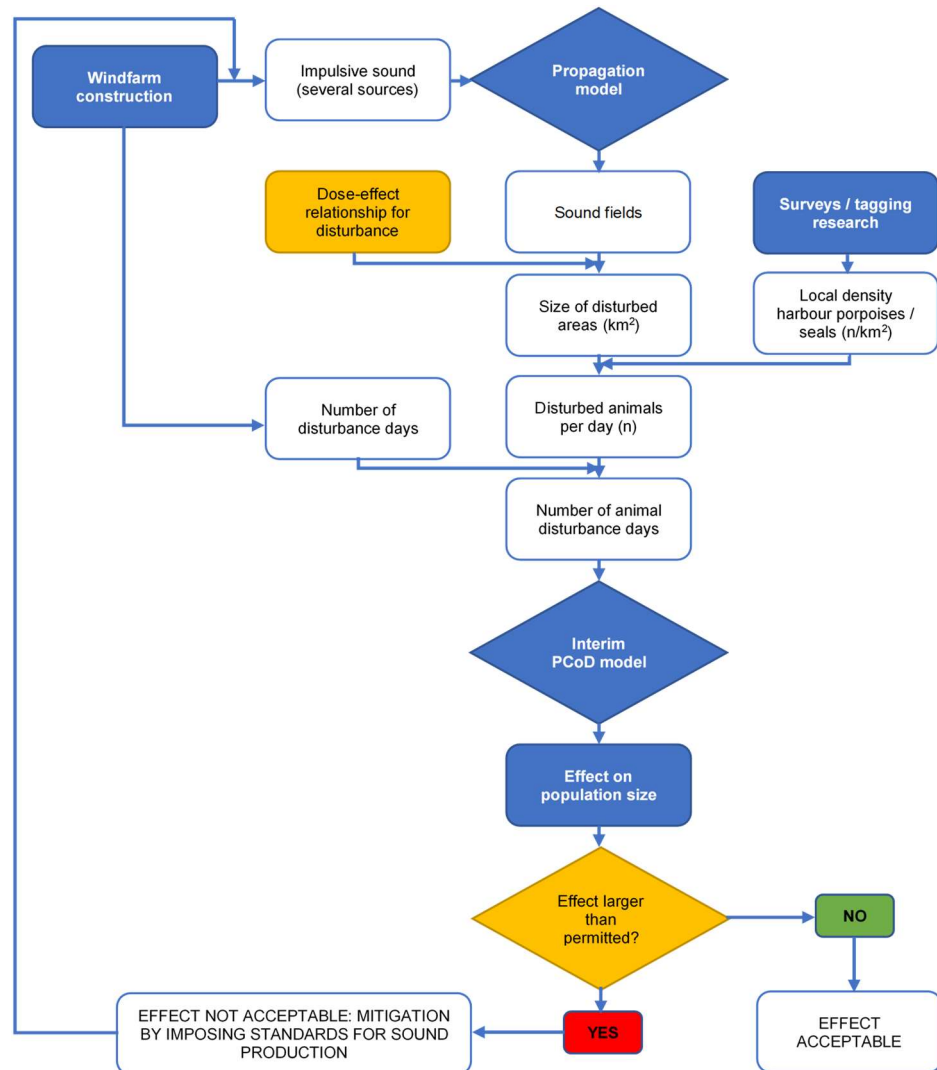 Windfarm
construction
Impulsive sound
(several sources)
Propagation
model
Dose-effect
relationship for
disturbance
Sound fields
Surveys / tagging
research
Size of disturbed
areas (km²)
Local density
harbour porpoises /
seals (n/km²)
Number of
disturbance days
Disturbed animals
per day (n)
Number of animal
disturbance days
Interim
PCoD model
Effect on
population size
Effect larger
than
permitted?
NO
YES
EFFECT NOT ACCEPTABLE: MITIGATION
BY IMPOSING STANDARDS FOR SOUND
PRODUCTION
EFFECT
ACCEPTABLE